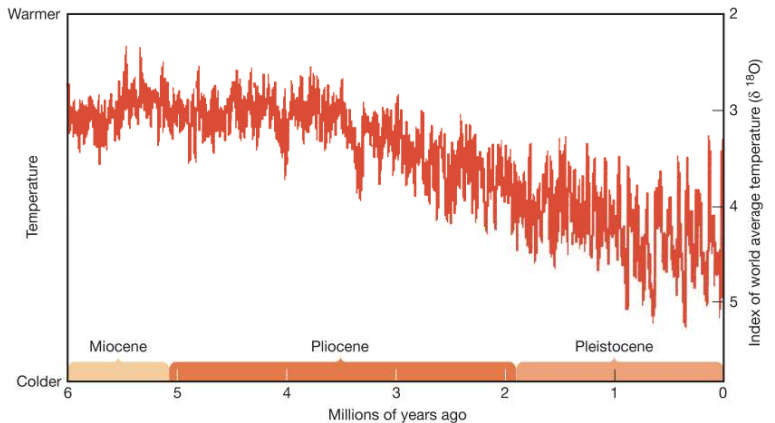 Warmer
2
3
4
5
Temperature
Index of world average temperature (δ ¹⁸O)
Miocene
Pliocene
Pleistocene
Colder
6
5
4
3
2
1
0
Millions of years ago